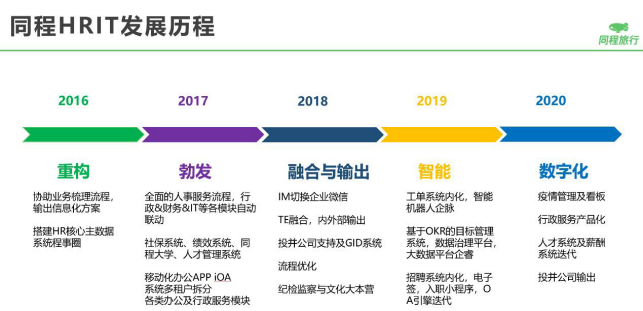 同程HRIT发展历程
同程旅行
2016
2017
2018
2019
2020
重构
勃发
融合与输出
智能
数字化
协助业务梳理流程，
输出信息化方案
搭建HR核心主数据
系统程事圈
全面的人事服务流程，行
政&财务&IT等各模块自动
联动
社保系统、绩效系统、同
程大学、人才管理系统
移动化办公APP iOA
系统多租户拆分
各类办公及行政服务模块
IM切换企业微信
TE融合，内外部输出
投并公司支持及GID系统
流程优化
纪检监察与文化大本营
工单系统内化，智能
机器人企脉
基于OKR的目标管理
系统，数据治理平台，
大数据平台企睿
招聘系统内化，电子
签，入职小程序，O
A引擎迭代
疫情管理及看板
行政服务产品化
人才系统及薪酬
系统迭代
投并公司输出